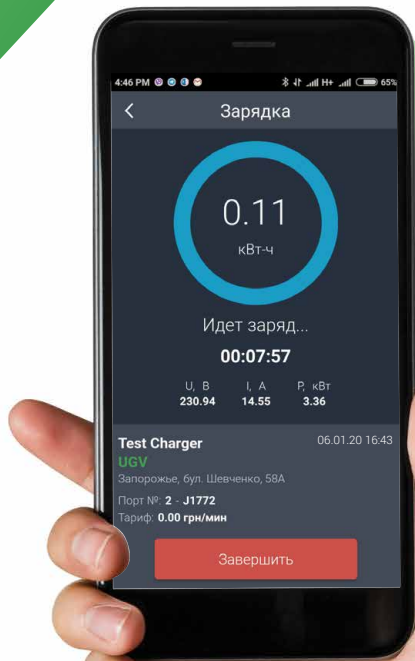 4:46 PM H+ 65%
Зарядка
0.11
кВт-ч
Идет заряд...
00:07:57
U, В I, А P, кВт
230.94 14.55 3.36
Test Charger 06.01.20 16:43
UGV
Запорожье, бул. Шевченко, 58А
Порт №: 2 - J1772
Тариф: 0.00 грн/мин
Завершить